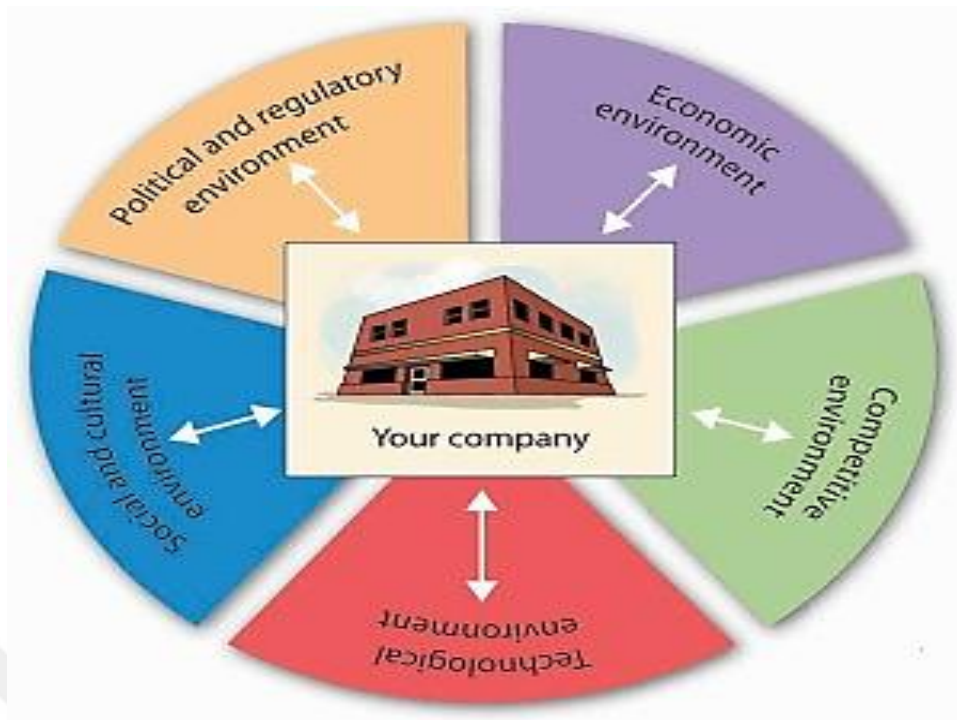 Political and regulatory
environment
Economic
environment
Competitive
environment
Technological
environment
Social and cultural
environment
Your company